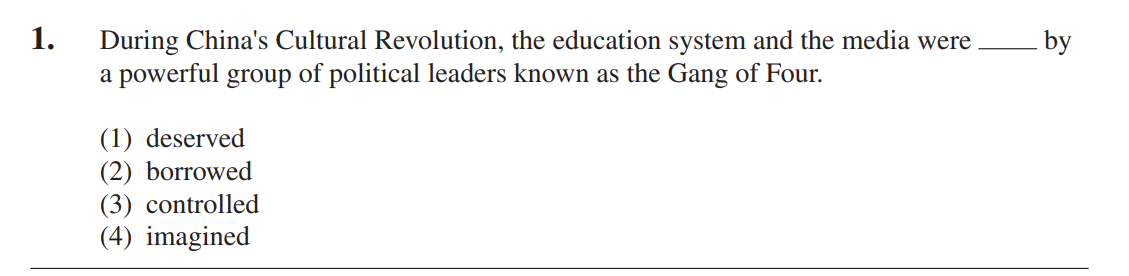 1. During China's Cultural Revolution, the education system and the media were ____ by
a powerful group of political leaders known as the Gang of Four.
(1) deserved
(2) borrowed
(3) controlled
(4) imagined